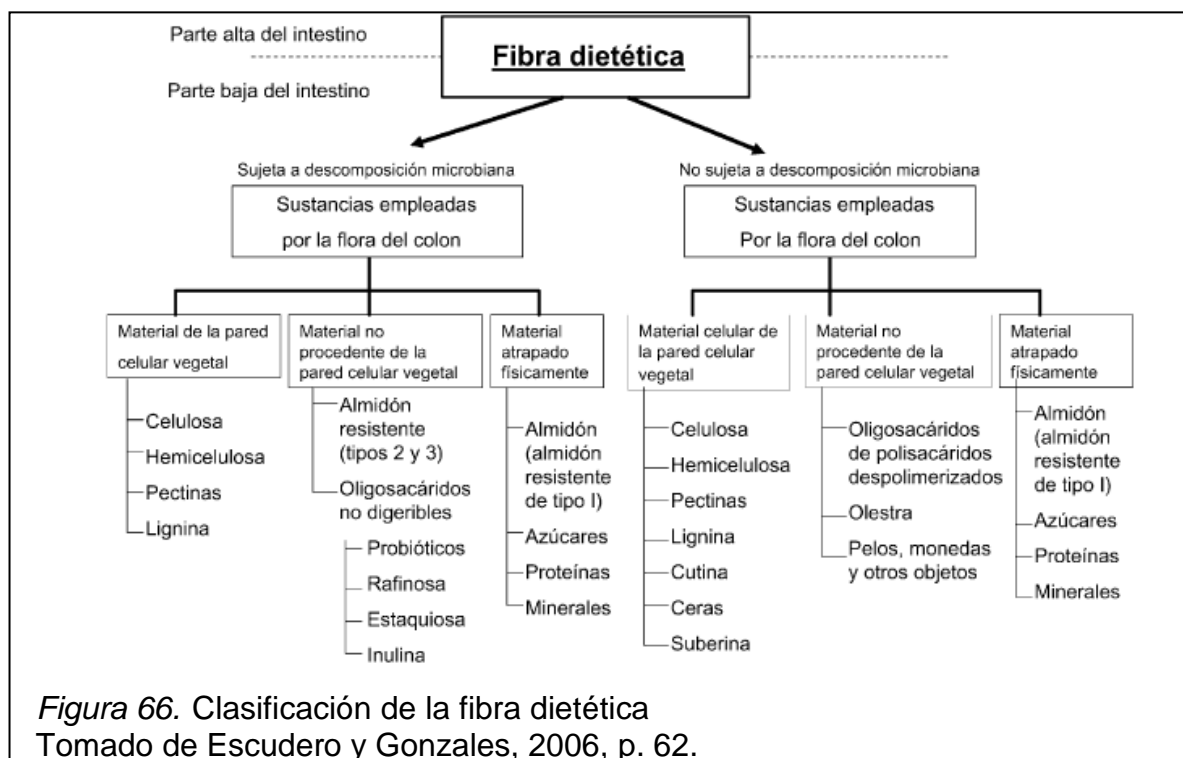 Parte alta del intestino
Fibra dietética
Parte baja del intestino
Sujeta a descomposición microbiana
Sustancias empleadas
por la flora del colon
No sujeta a descomposición microbiana
Sustancias empleadas
Por la flora del colon
Material de la pared
celular vegetal
Celulosa
Hemicelulosa
Pectinas
Lignina
Material no
procedente de la
pared celular vegetal
Almidón
resistente
(tipos 2 y 3)
Oligosacáridos
no digeribles
Probióticos
Rafinosa
Estaquiosa
Inulina
Material
atrapado
físicamente
Almidón
(almidón
resistente
de tipo I)
Azúcares
Proteínas
Minerales
Material celular de
la pared celular
vegetal
Celulosa
Hemicelulosa
Pectinas
Lignina
Cutina
Ceras
Suberina
Material no
procedente de la
pared celular vegetal
Oligosacáridos
de polisacáridos
despolimerizados
Olestra
Pelos, monedas
y otros objetos
Material
atrapado
físicamente
Almidón
(almidón
resistente
de tipo I)
Azúcares
Proteínas
Minerales
Figura 66. Clasificación de la fibra dietética
Tomado de Escudero y Gonzales, 2006, p. 62.